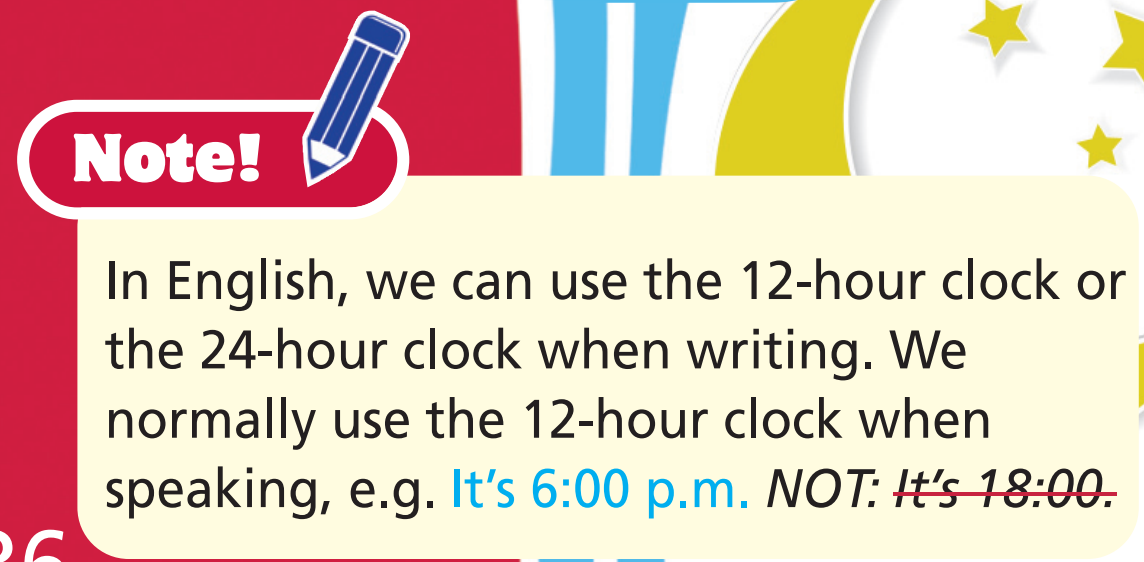 Note!
In English, we can use the 12-hour clock or
the 24-hour clock when writing. We
normally use the 12-hour clock when
speaking, e.g. It's 6:00 p.m. NOT: It's 18:00.
36